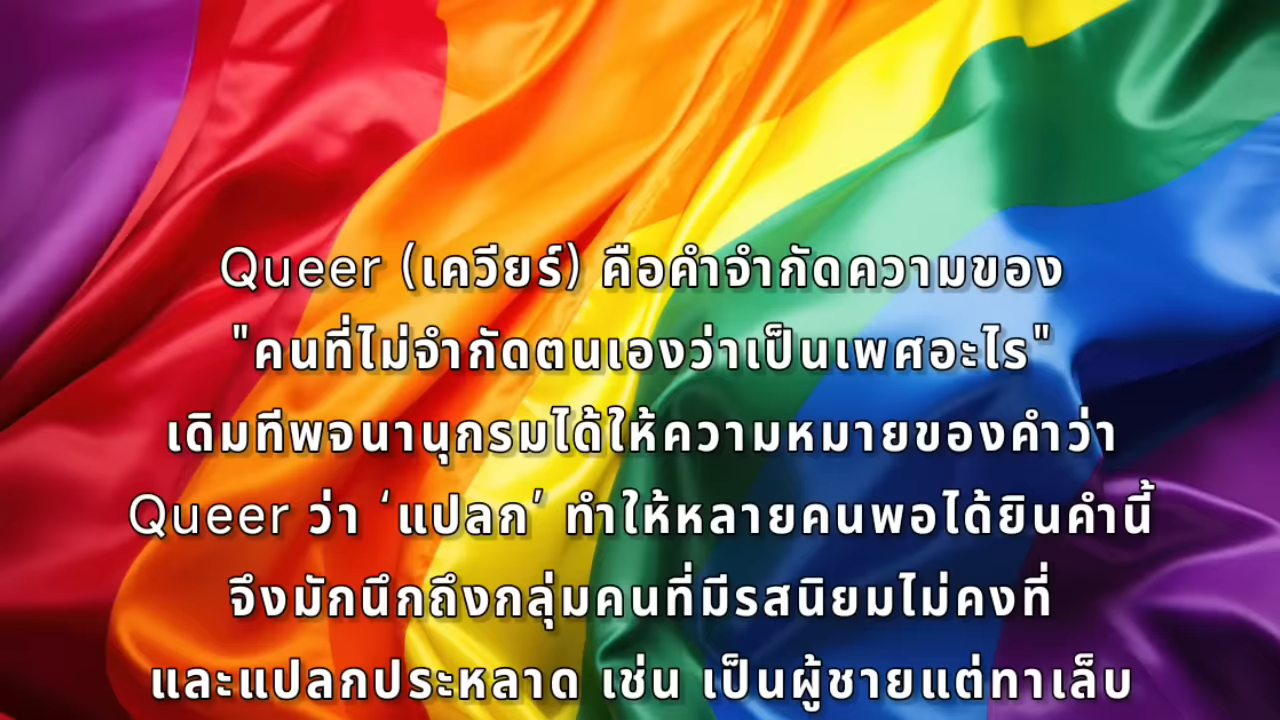 Queer (เควียร์) คือคำจำกัดความของ
"คนที่ไม่จำกัดตนเองว่าเป็นเพศอะไร"
เดิมทีพจนานุกรมได้ให้ความหมายของคำว่า
Queer ว่า ‘แปลก’ ทำให้หลายคนพอได้ยินคำนี้
จึงมักนึกถึงกลุ่มคนที่มีรสนิยมไม่คงที่
และแปลกประหลาด เช่น เป็นผู้ชายแต่ทาเล็บ